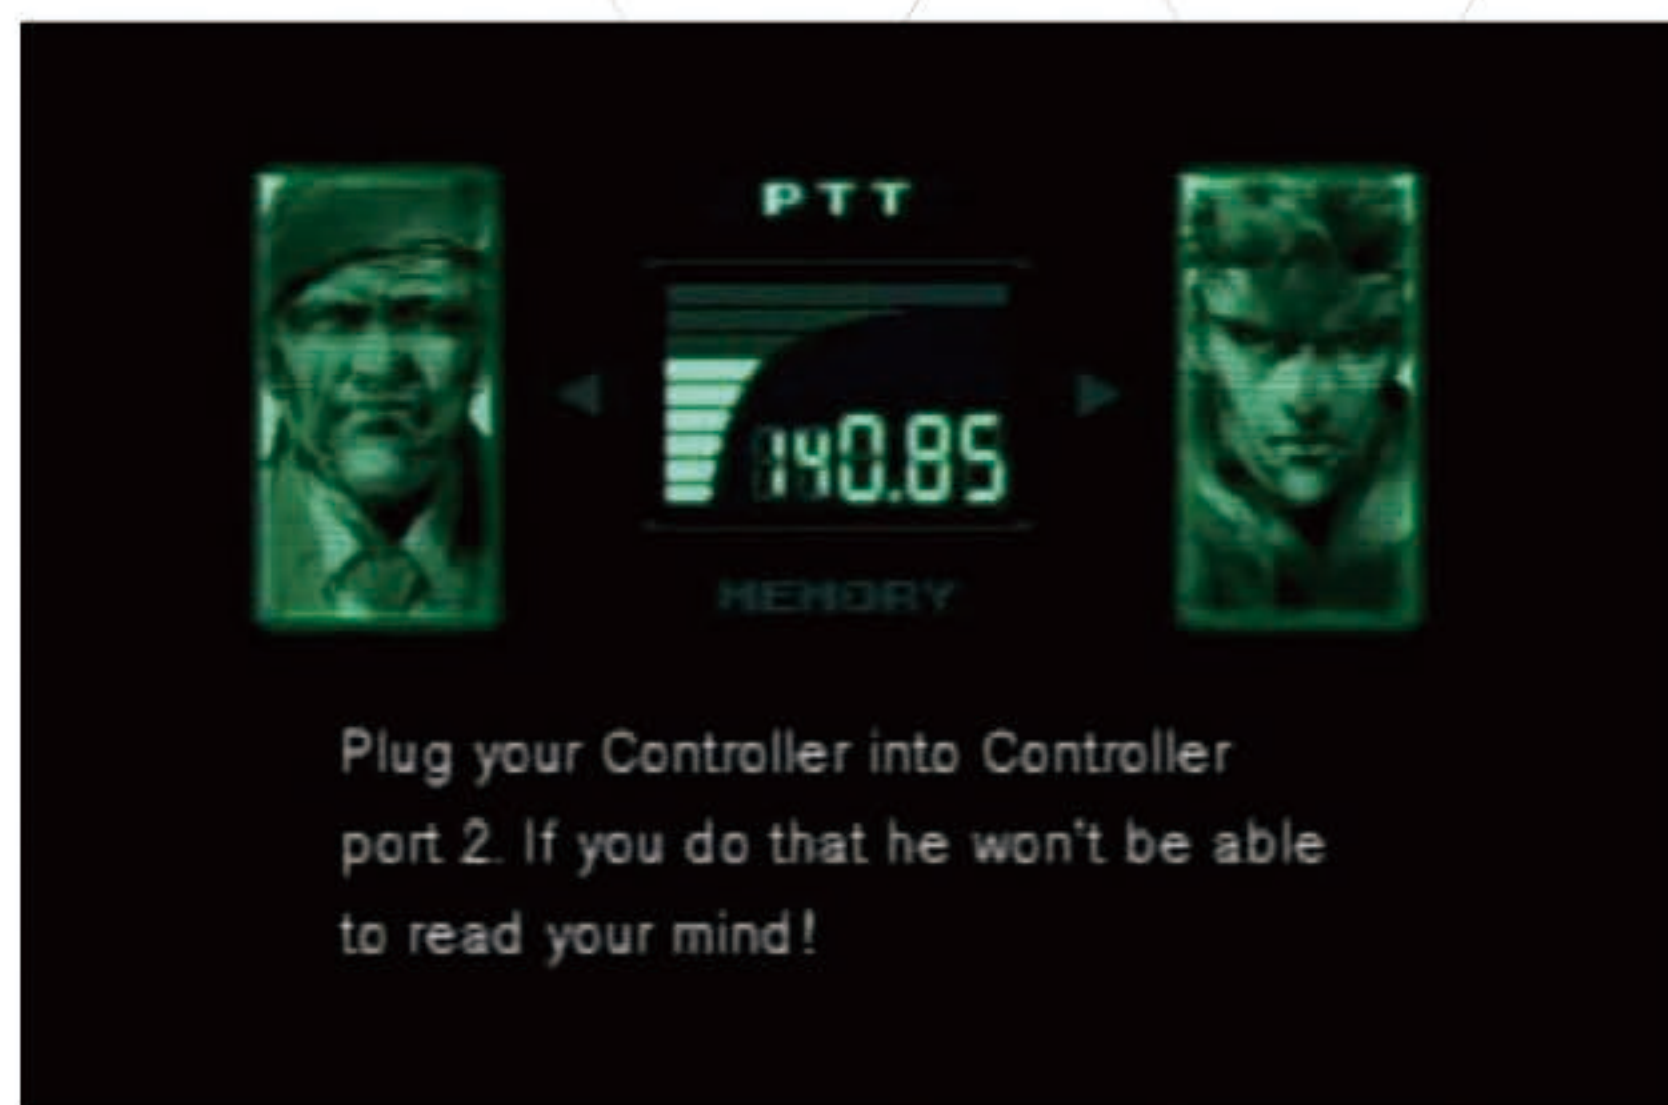 PTT
140.85
MEMORY
Plug your Controller into Controller
port 2. If you do that he won't be able
to read your mind!